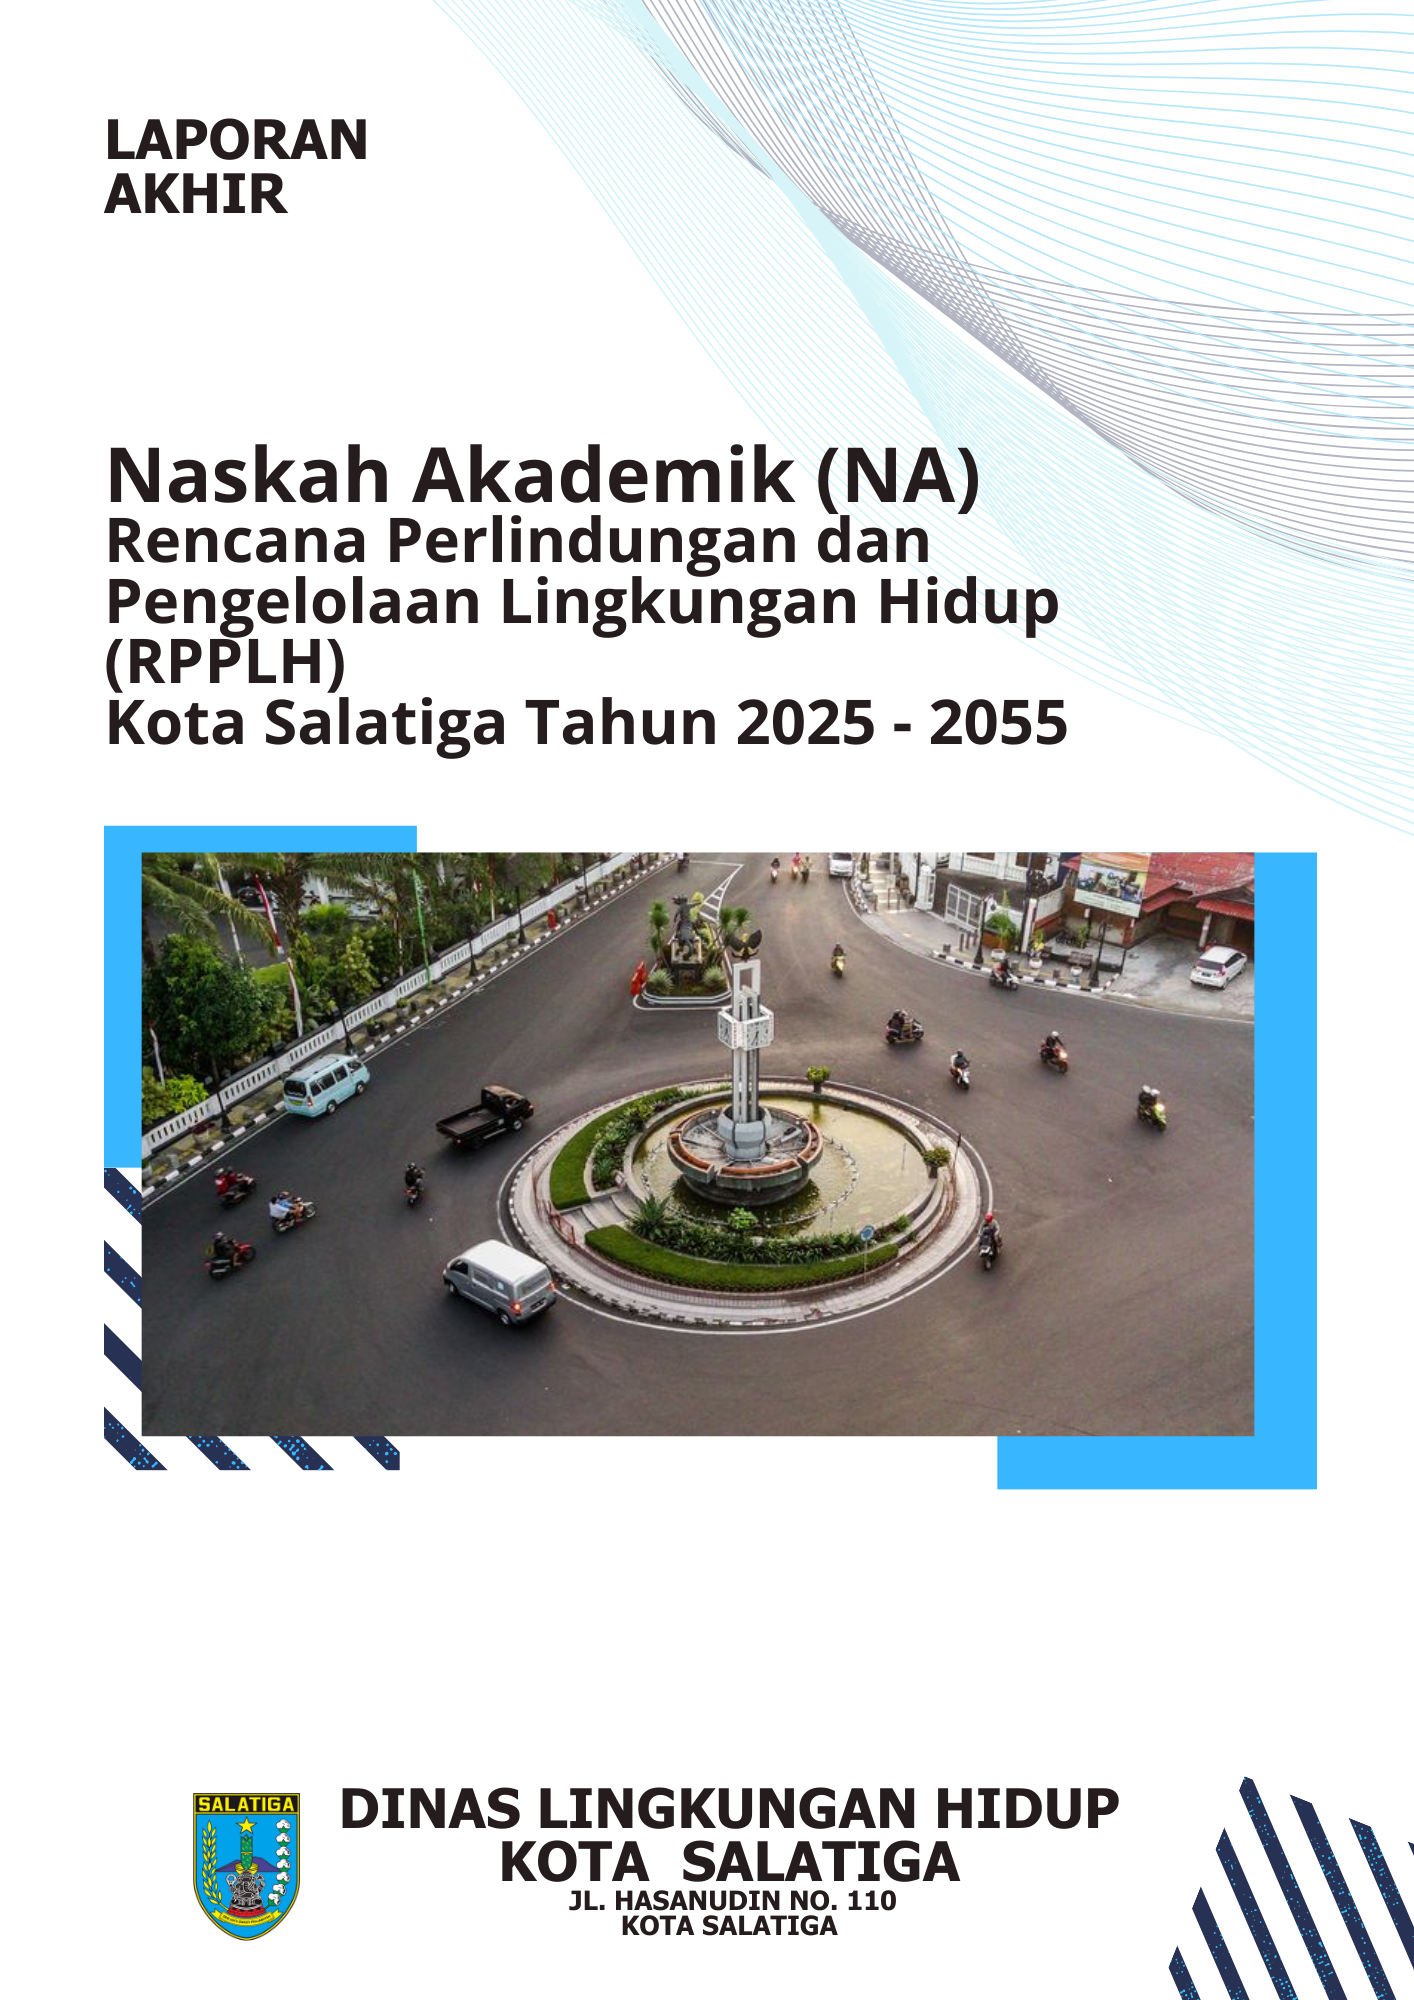 LAPORAN
AKHIR
Naskah Akademik (NA)
Rencana Perlindungan dan
Pengelolaan Lingkungan Hidup
(RPPLH)
Kota Salatiga Tahun 2025 - 2055
SALATIGA
DINAS LINGKUNGAN HIDUP
KOTA SALATIGA
JL. HASANUDIN NO. 110
KOTA SALATIGA